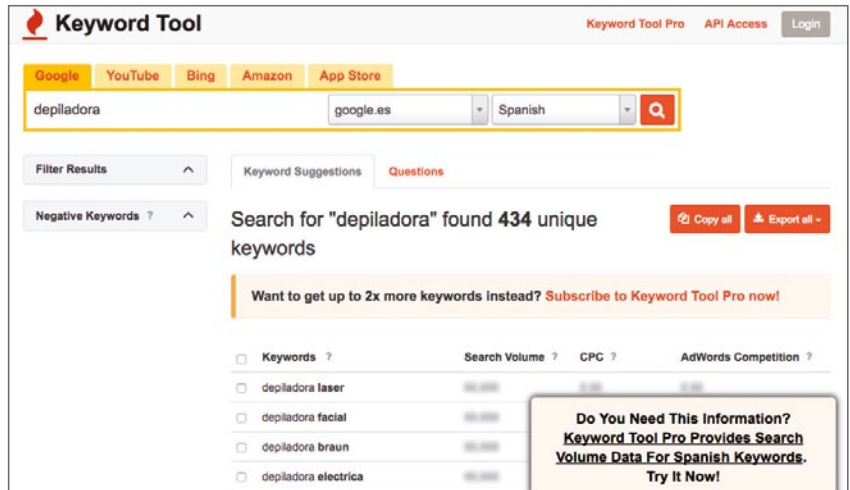 Keyword Tool
Keyword Tool Pro API Access Login
Google YouTube Bing Amazon App Store
depiladora google.es Spanish
Filter Results
Negative Keywords ?
Keyword Suggestions Questions
Search for "depiladora" found 434 unique
keywords
Copy all Export all
Want to get up to 2x more keywords instead? Subscribe to Keyword Tool Pro now!
Keywords ? Search Volume ? CPC ? AdWords Competition ?
depiladora laser
depiladora facial
depiladora braun
depiladora electrica
Do You Need This Information?
Keyword Tool Pro Provides Search
Volume Data For Spanish Keywords.
Try It Now!